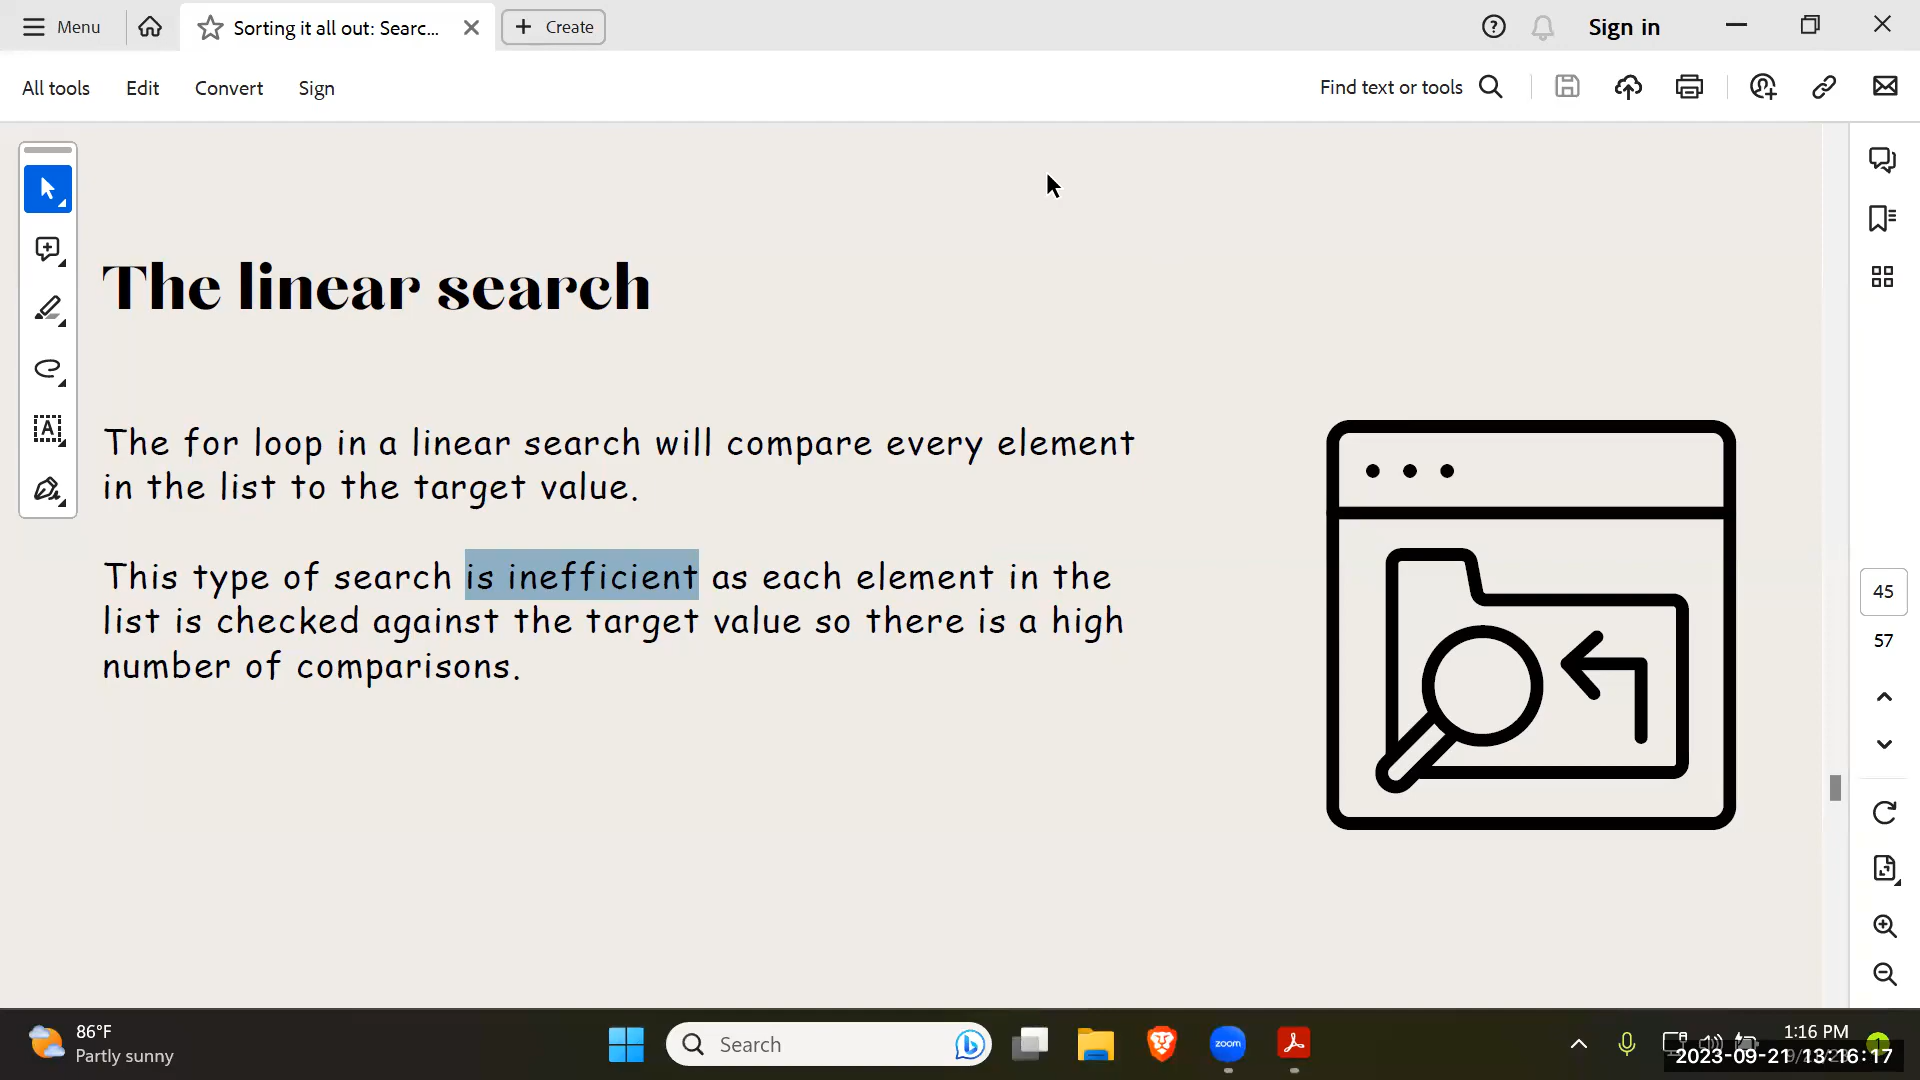 Menu
Sorting it all out: Searc...
Create
Sign in
All tools
Edit
Convert
Sign
Find text or tools
The linear search
The for loop in a linear search will compare every element
in the list to the target value.
This type of search is inefficient as each element in the
list is checked against the target value so there is a high
number of comparisons.
A
45
57
86°F
Partly sunny
Search
zoom
1:16 PM
2023-09-21 13:16:17